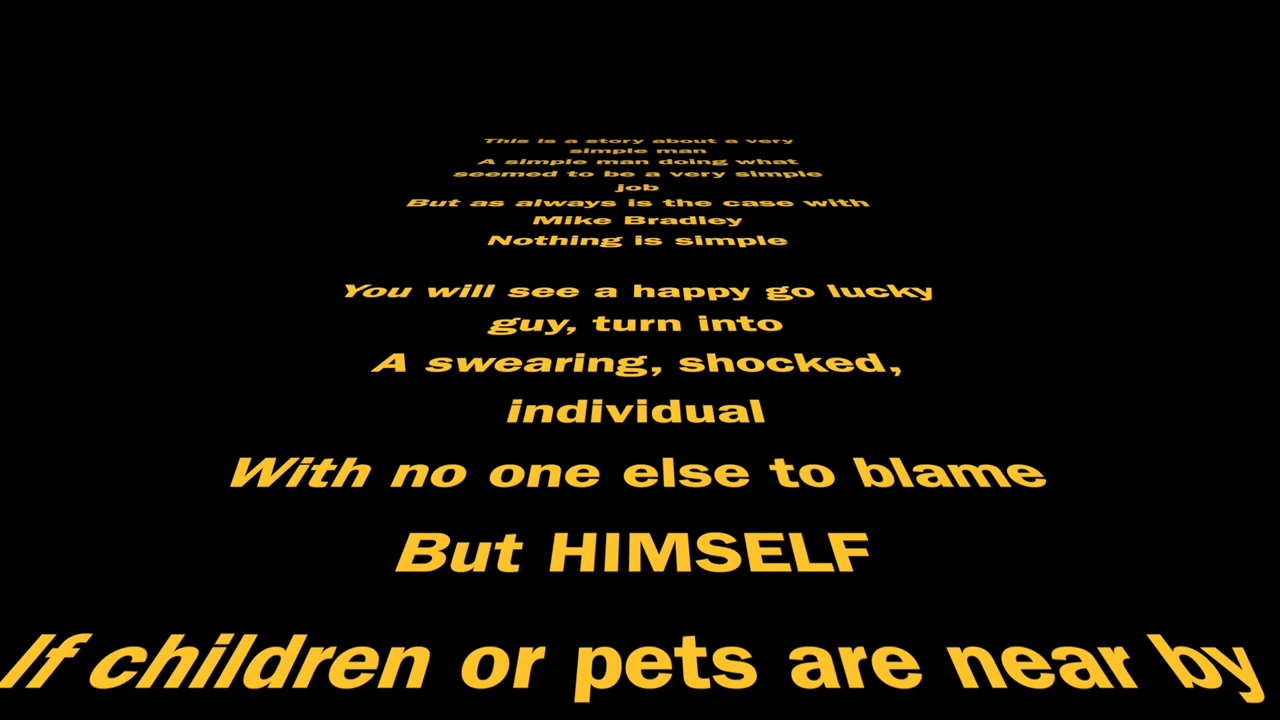 This is a story about a very
simple man
A simple man doing what
seemed to be a very simple
job
But as always is the case with
Mike Bradley
Nothing is simple
You will see a happy go lucky
guy, turn into
A swearing, shocked,
individual
With no one else to blame
But HIMSELF
If children or pets are near by